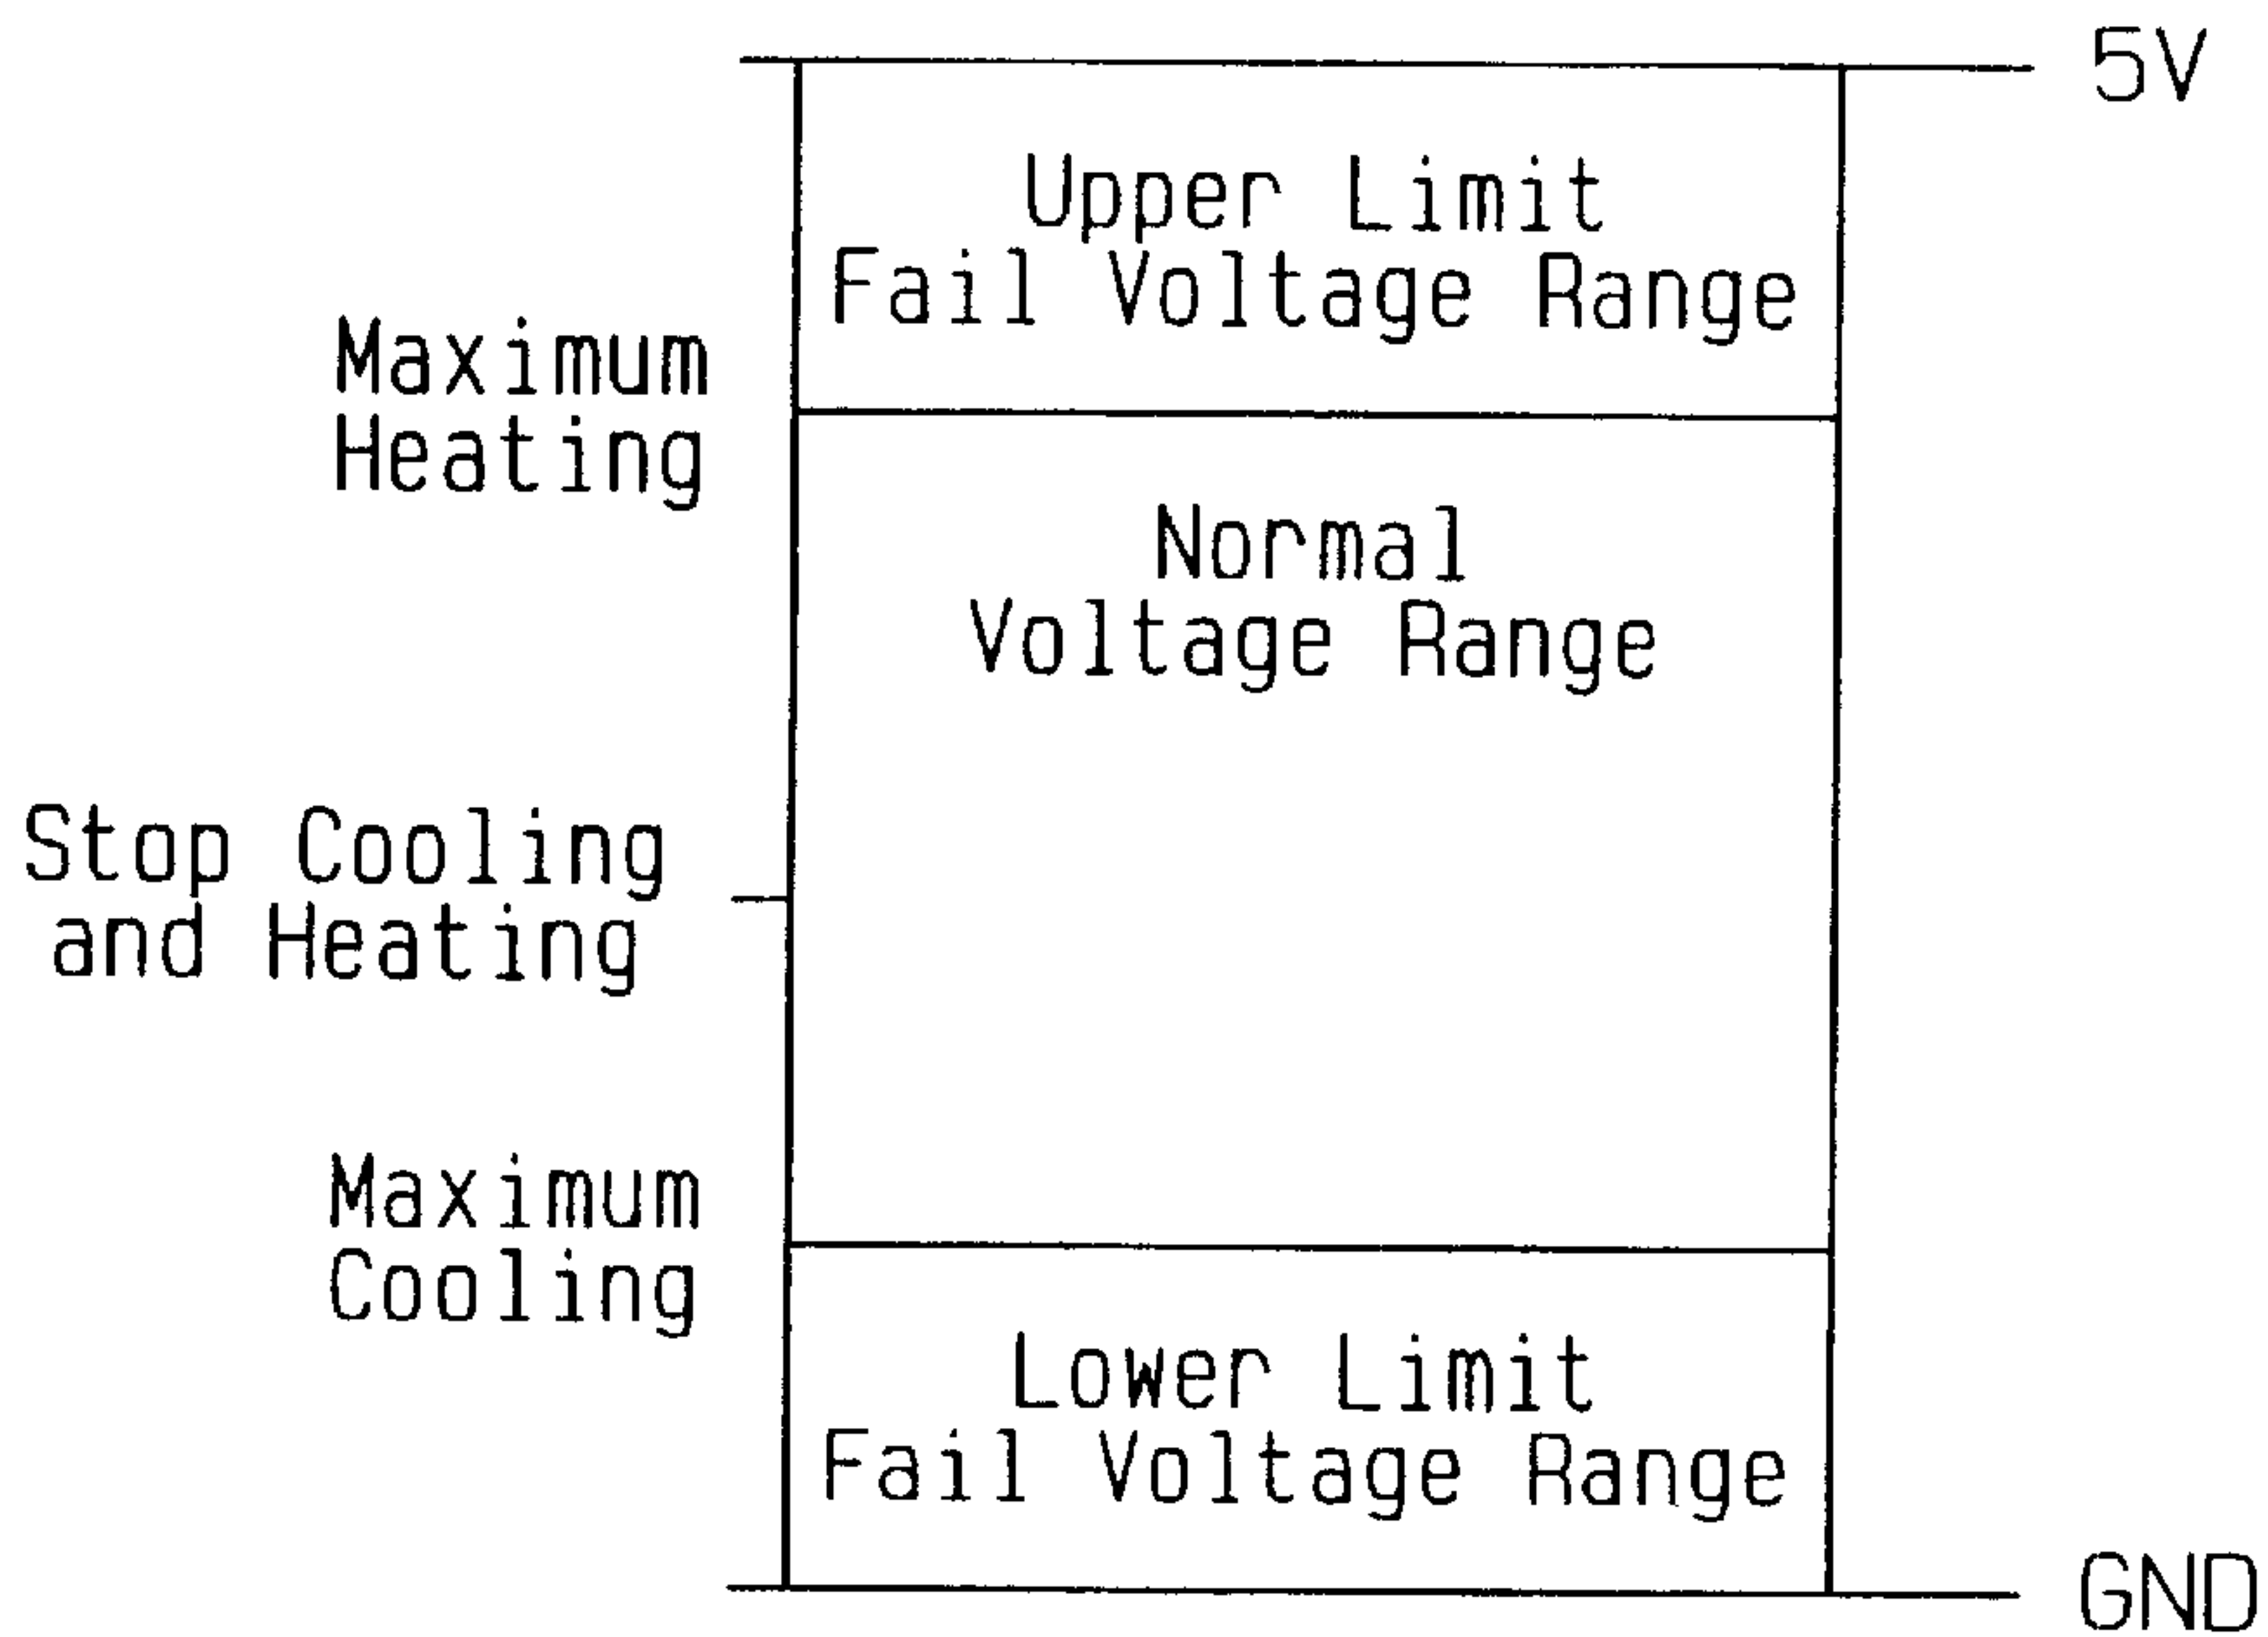 5V
Upper Limit
Fail Voltage Range
Maximum
Heating
Normal
Voltage Range
Stop Cooling
and Heating
Maximum
Cooling
Lower Limit
Fail Voltage Range
GND